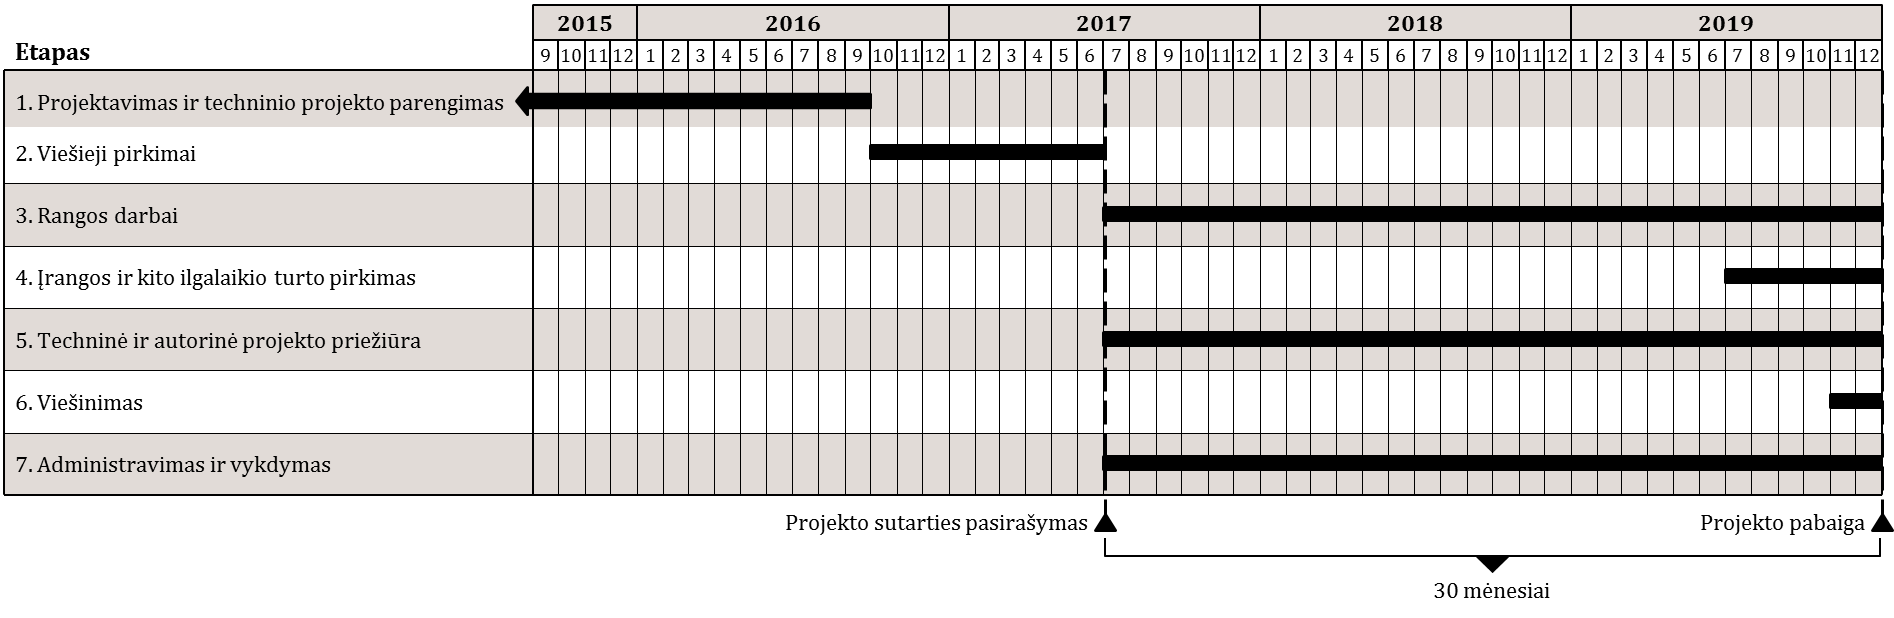 2015 2016 2017 2018 2019
Etapas 9 10 11 12 1 2 3 4 5 6 7 8 9 10 11 12 1 2 3 4 5 6 7 8 9 10 11 12 1 2 3 4 5 6 7 8 9 10 11 12 1 2 3 4 5 6 7 8 9 10 11 12
1. Projektavimas ir techninio projekto parengimas
2. Viešieji pirkimai
3. Rangos darbai
4. Įrangos ir kito ilgalaikio turto pirkimas
5. Techninė ir autorinė projekto priežiūra
6. Viešinimas
7. Administravimas ir vykdymas
Projekto sutarties pasirašymas Projekto pabaiga
30 mėnesiai